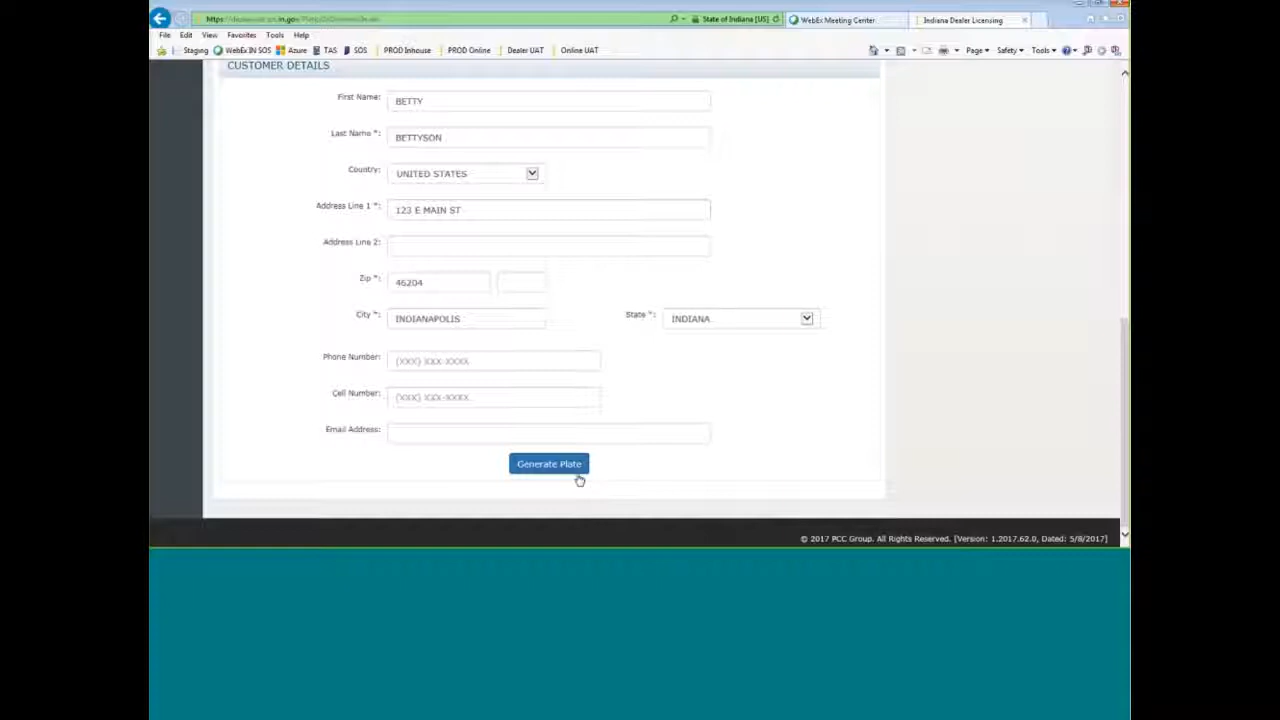 State of Indiana [US]
WebEx Meeting Center
Indiana Dealer Licensing
File Edit View Favorites Tools Help
Staging WebEx IN SOS Azure TAS SOS PROD Inhouse PROD Online Dealer UAT Online UAT Page Safety Tools
CUSTOMER DETAILS
First Name: BETTY
Last Name *: BETTYSON
Country: UNITED STATES
Address Line 1 *: 123 E MAIN ST
Address Line 2:
Zip *: 46204
City *: INDIANAPOLIS State *: INDIANA
Phone Number: (XXX) XXX-XXXX
Cell Number: (XXX) XXX-XXXX
Email Address:
Generate Plate
© 2017 PCC Group. All Rights Reserved. [Version: 1.2017.62.0, Dated: 5/8/2017]